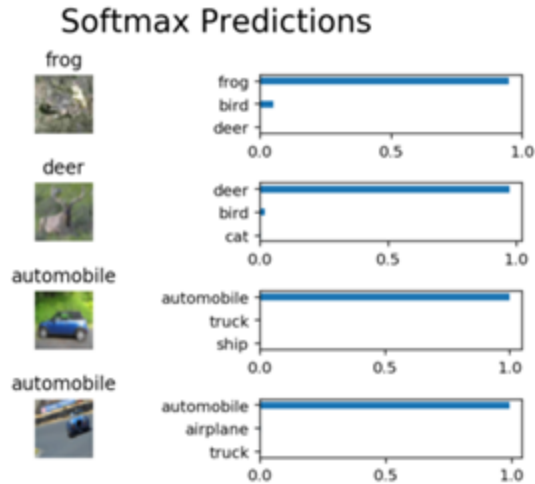 Softmax Predictions
frog
frog
bird
deer
0.0 0.5 1.0
deer
deer
bird
cat
0.0 0.5 1.0
automobile
automobile
truck
ship
0.0 0.5 1.0
automobile
automobile
airplane
truck
0.0 0.5 1.0